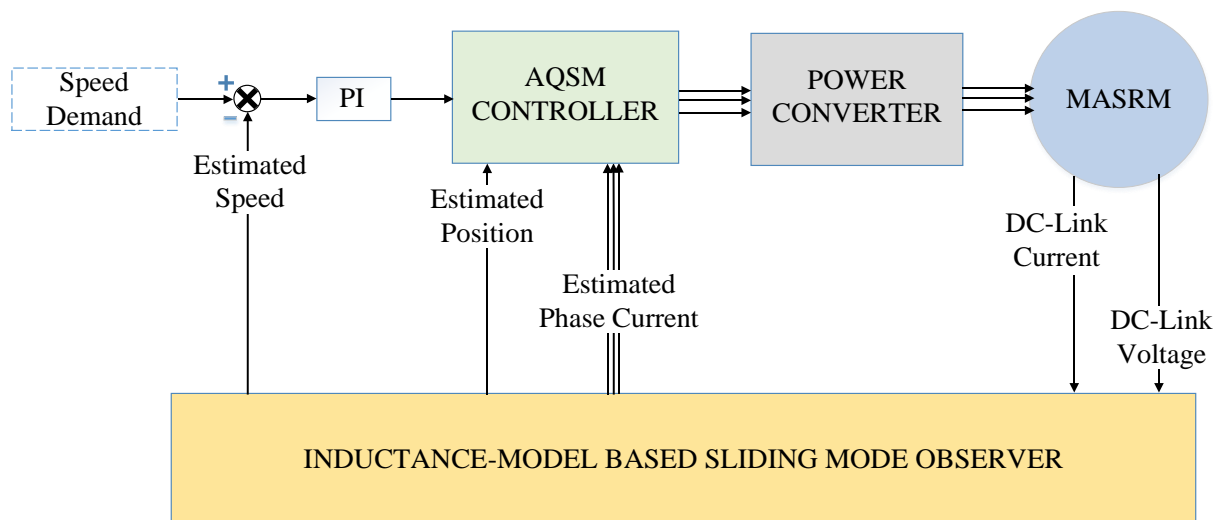 Speed
Demand
+
−
PI
AQSM
CONTROLLER
POWER
CONVERTER
MASRM
Estimated
Speed
Estimated
Position
Estimated
Phase Current
DC-Link
Current
DC-Link
Voltage
INDUCTANCE-MODEL BASED SLIDING MODE OBSERVER